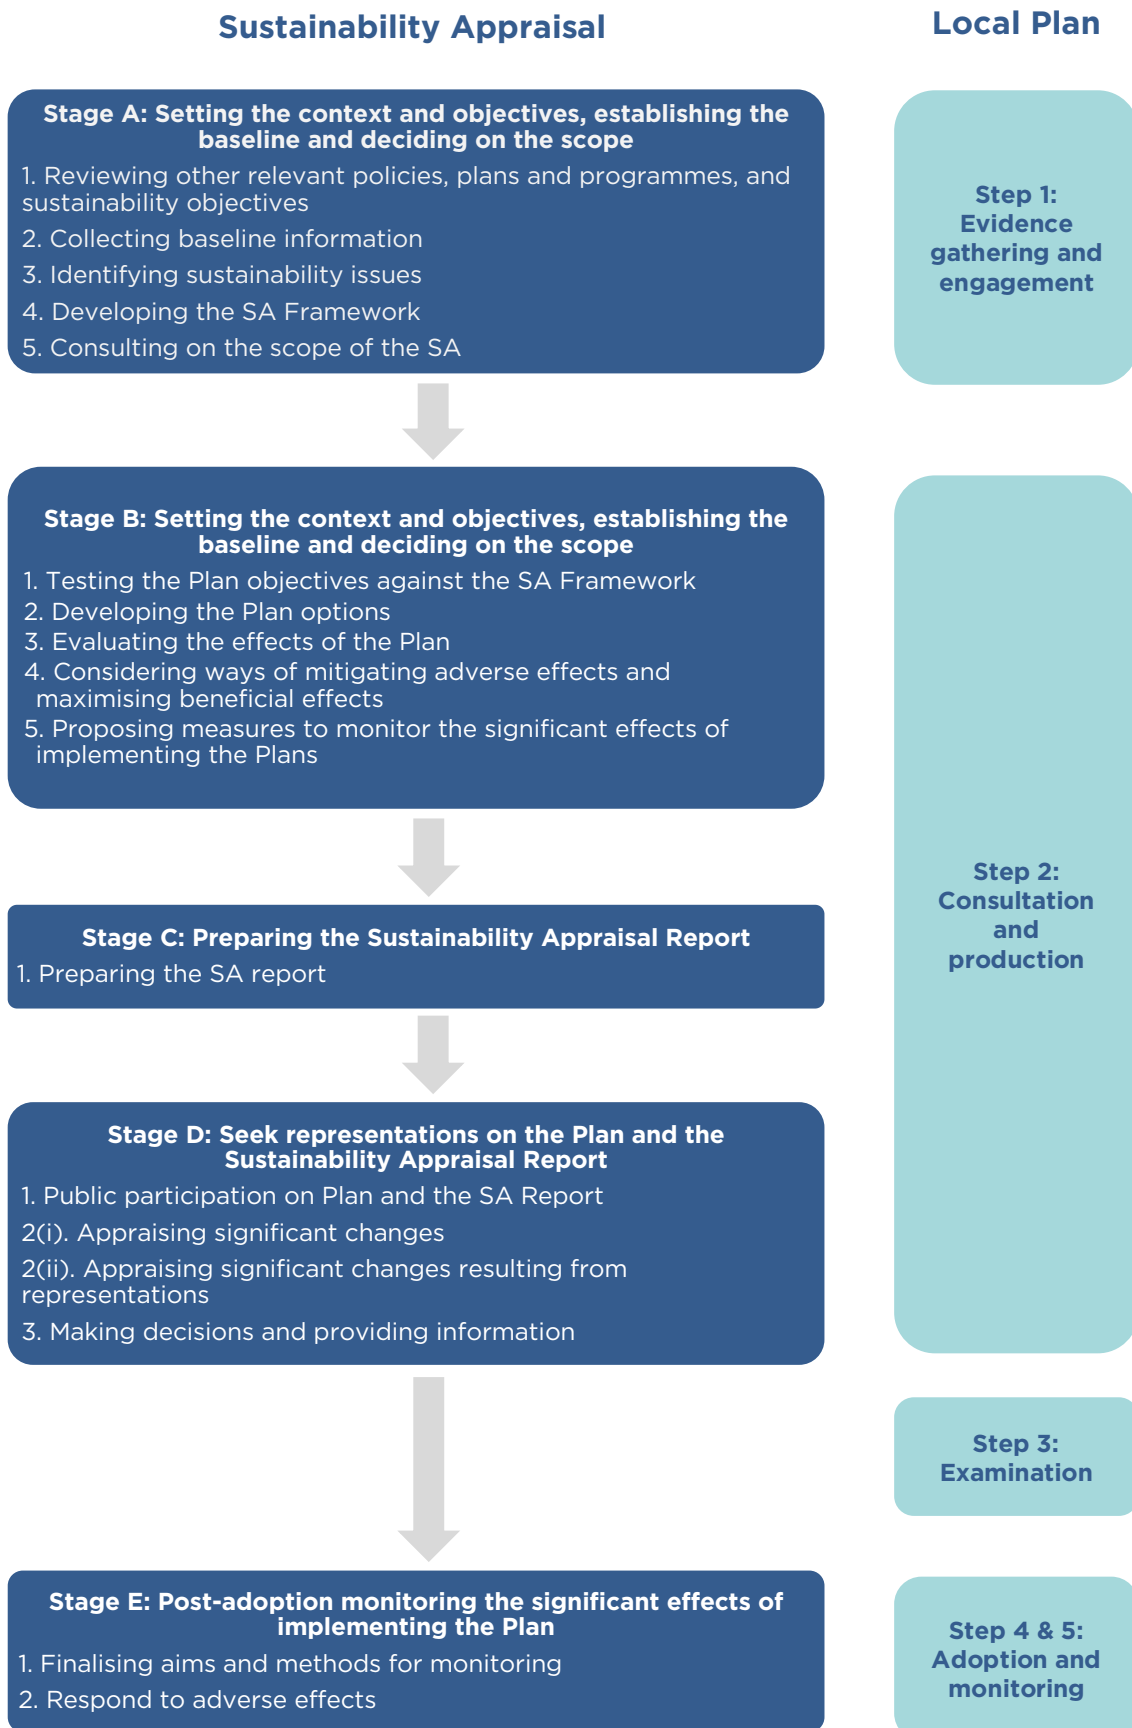 Sustainability Appraisal
Local Plan
Stage A: Setting the context and objectives, establishing the
baseline and deciding on the scope
1. Reviewing other relevant policies, plans and programmes, and
sustainability objectives
2. Collecting baseline information
3. Identifying sustainability issues
4. Developing the SA Framework
5. Consulting on the scope of the SA
Step 1:
Evidence
gathering and
engagement
Stage B: Setting the context and objectives, establishing the
baseline and deciding on the scope
1. Testing the Plan objectives against the SA Framework
2. Developing the Plan options
3. Evaluating the effects of the Plan
4. Considering ways of mitigating adverse effects and
maximising beneficial effects
5. Proposing measures to monitor the significant effects of
implementing the Plans
Stage C: Preparing the Sustainability Appraisal Report
1. Preparing the SA report
Stage D: Seek representations on the Plan and the
Sustainability Appraisal Report
1. Public participation on Plan and the SA Report
2(i). Appraising significant changes
2(ii). Appraising significant changes resulting from
representations
3. Making decisions and providing information
Step 2:
Consultation
and
production
Step 3:
Examination
Stage E: Post-adoption monitoring the significant effects of
implementing the Plan
1. Finalising aims and methods for monitoring
2. Respond to adverse effects
Step 4 & 5:
Adoption and
monitoring